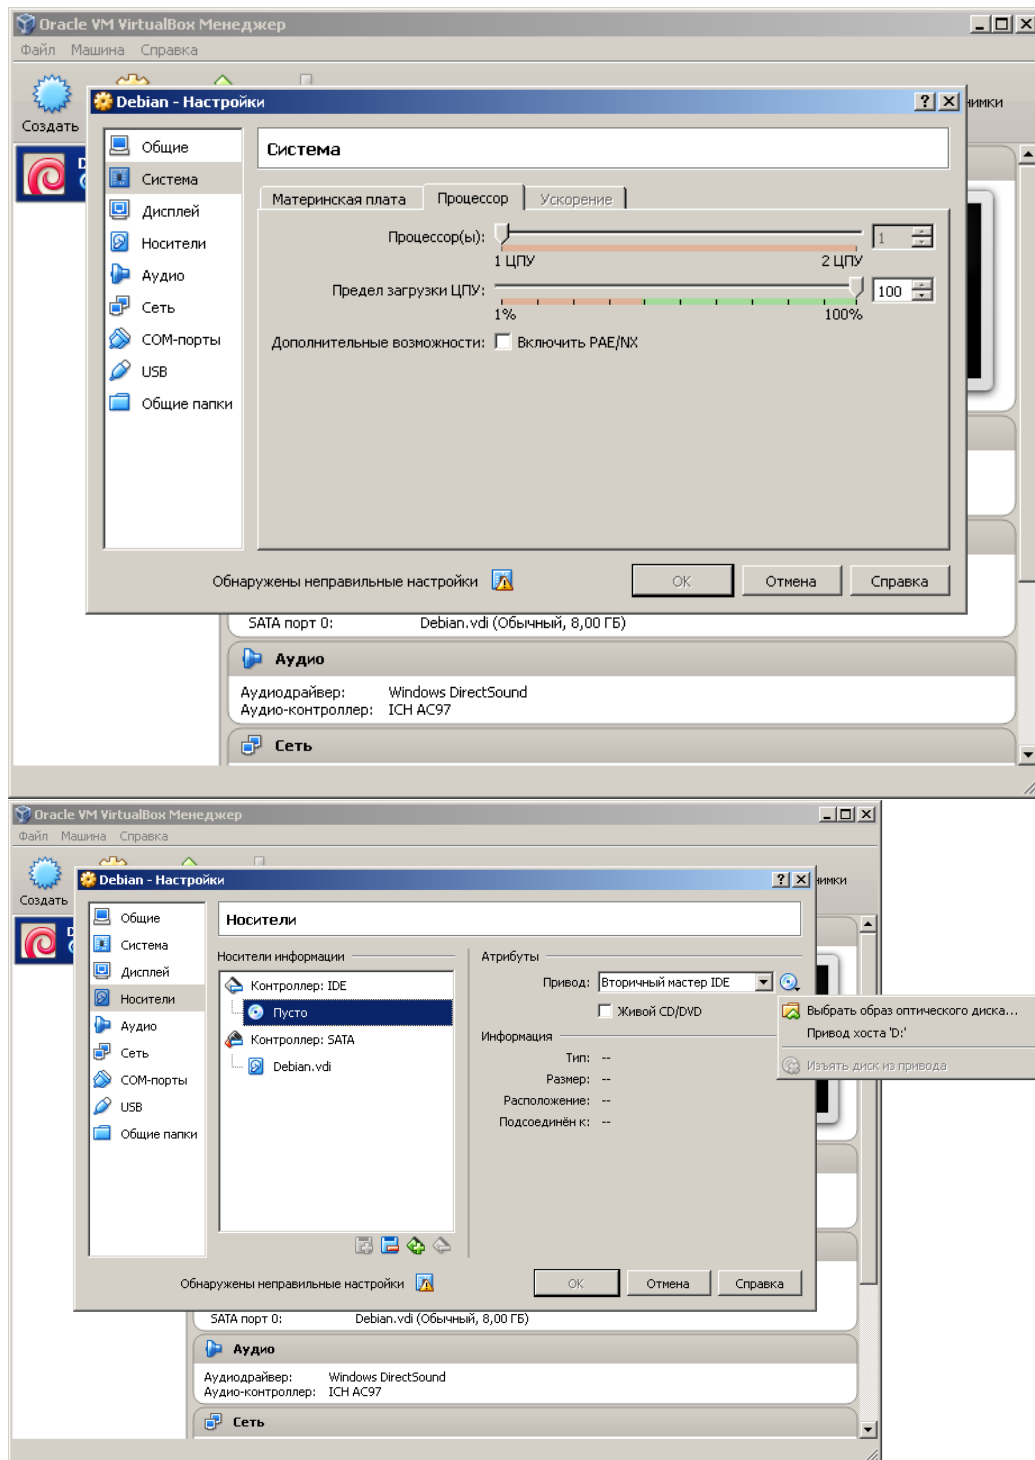 Oracle VM VirtualBox Менеджер
Файл Машина Справка
Создать
нимки
Debian - Настройки
Общие
Система
Дисплей
Носители
Аудио
Сеть
COM-порты
USB
Общие папки
Система
Материнская плата Процессор Ускорение
Процессор(ы): 1
1 ЦПУ 2 ЦПУ
Предел загрузки ЦПУ: 100
1% 100%
Дополнительные возможности: Включить PAE/NX
Обнаружены неправильные настройки OK Отмена Справка
SATA порт 0: Debian.vdi (Обычный, 8,00 ГБ)
Аудио
Аудиодрайвер: Windows DirectSound
Аудио-контроллер: ICH AC97
Сеть
Oracle VM VirtualBox Менеджер
Файл Машина Справка
Создать
нимки
Debian - Настройки
Общие
Система
Дисплей
Носители
Аудио
Сеть
COM-порты
USB
Общие папки
Носители
Носители информации
Контроллер: IDE
Пусто
Контроллер: SATA
Debian.vdi
Атрибуты
Привод: Вторичный мастер IDE
Живой CD/DVD
Информация
Тип: --
Размер: --
Расположение: --
Подсоединён к: --
Выбрать образ оптического диска...
Привод хоста 'D:'
Изъять диск из привода
Обнаружены неправильные настройки OK Отмена Справка
SATA порт 0: Debian.vdi (Обычный, 8,00 ГБ)
Аудио
Аудиодрайвер: Windows DirectSound
Аудио-контроллер: ICH AC97
Сеть